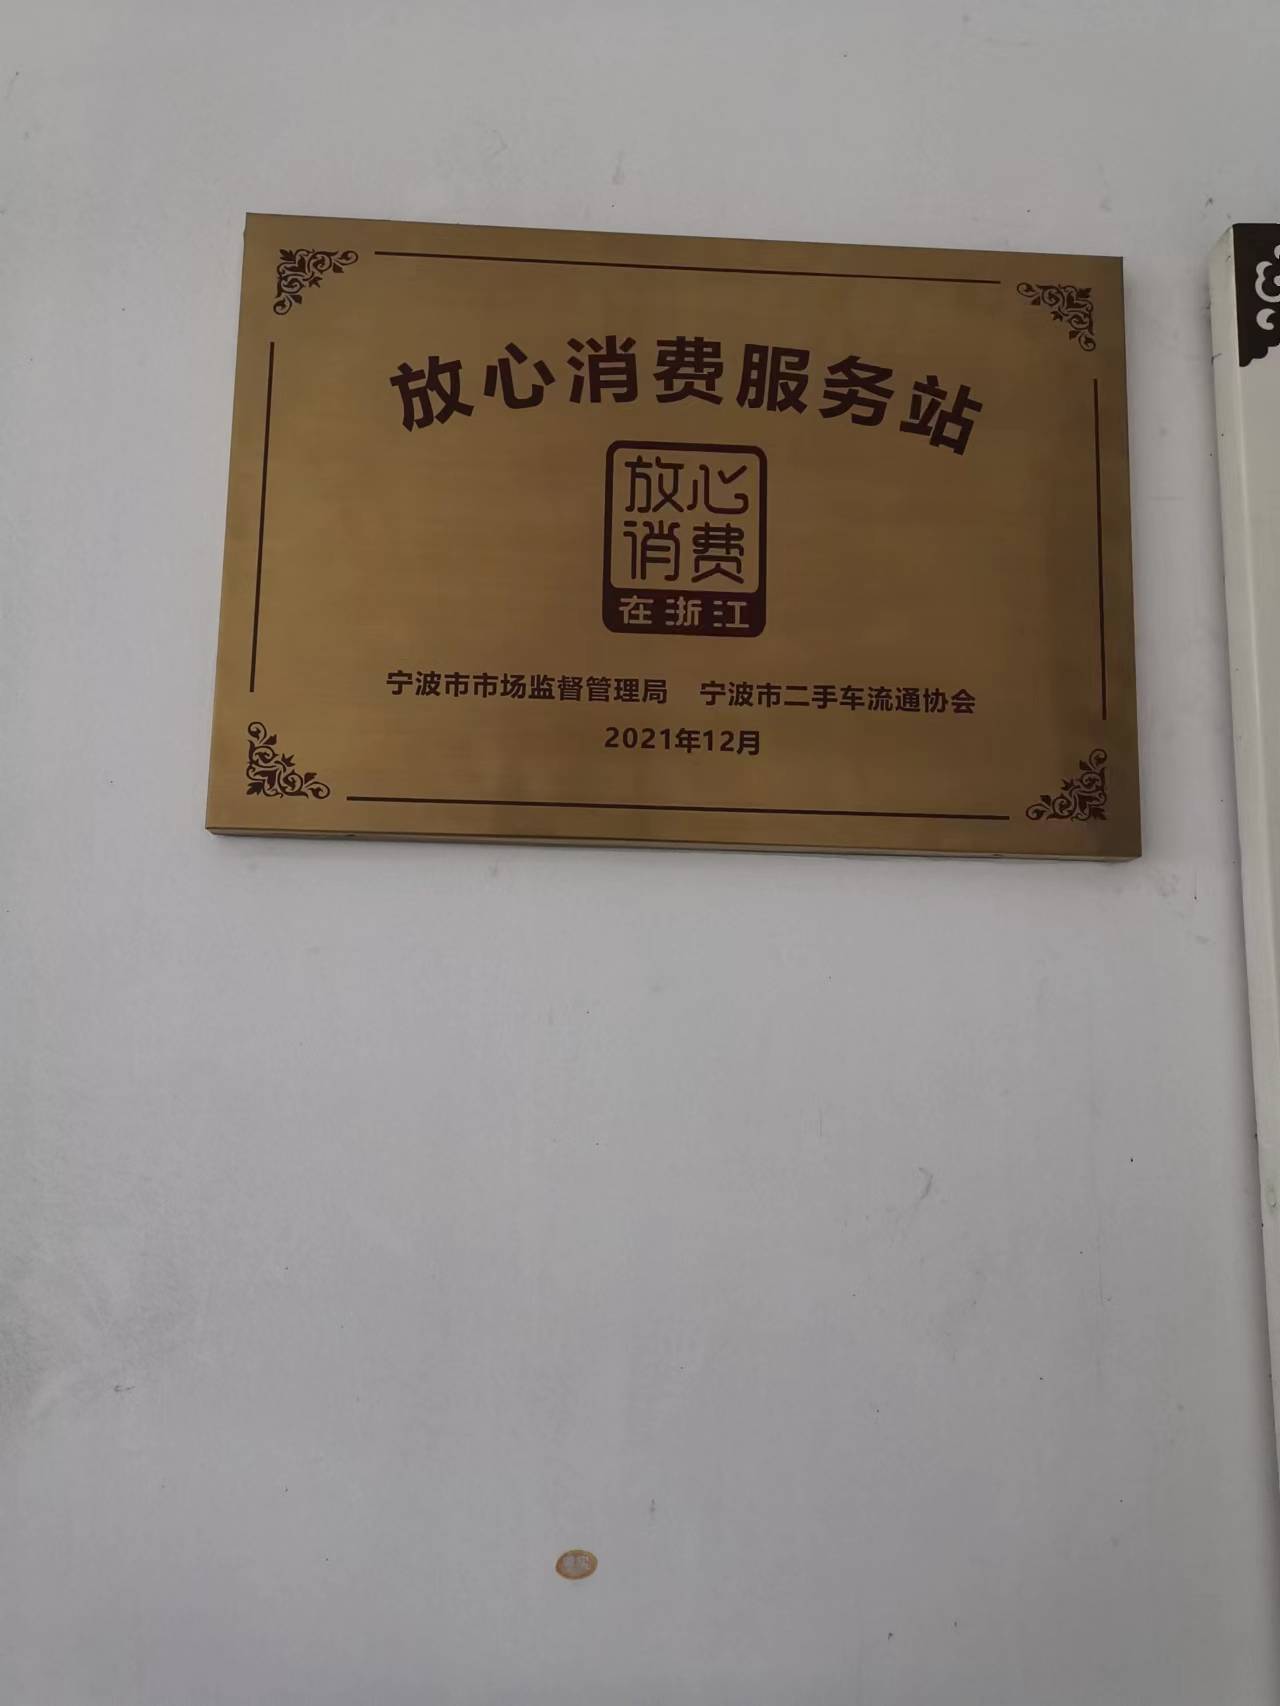 放心消费服务站
放心
消费
在浙江
宁波市市场监督管理局 宁波市二手车流通协会
2021年12月